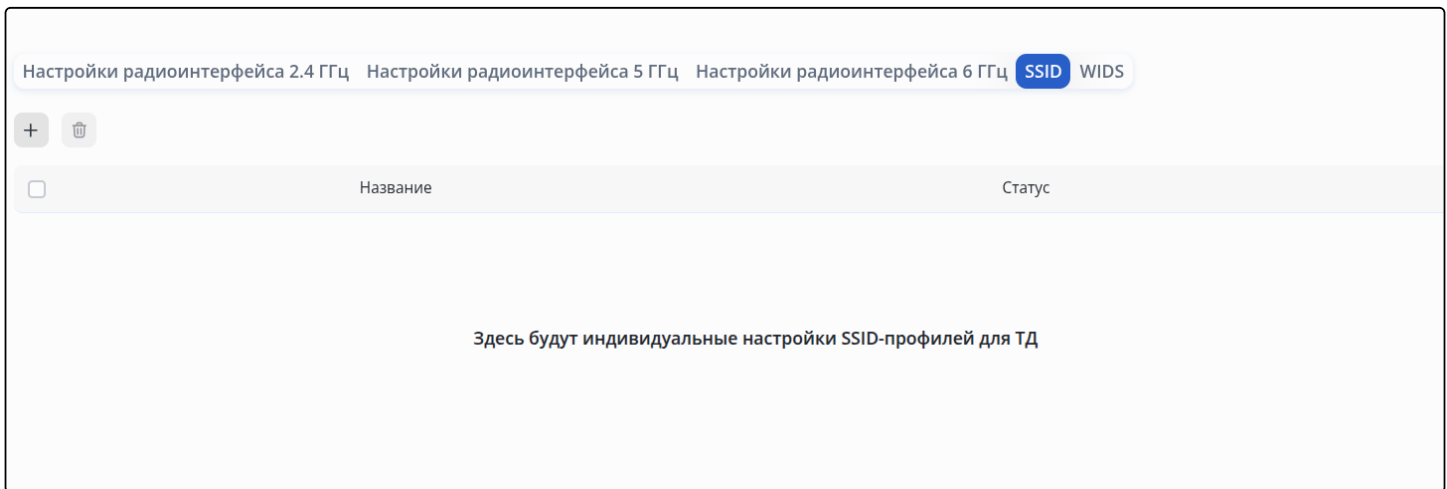 Настройки радиоинтерфейса 2.4 ГГц Настройки радиоинтерфейса 5 ГГц Настройки радиоинтерфейса 6 ГГц SSID WIDS
Название Статус
Здесь будут индивидуальные настройки SSID-профилей для ТД